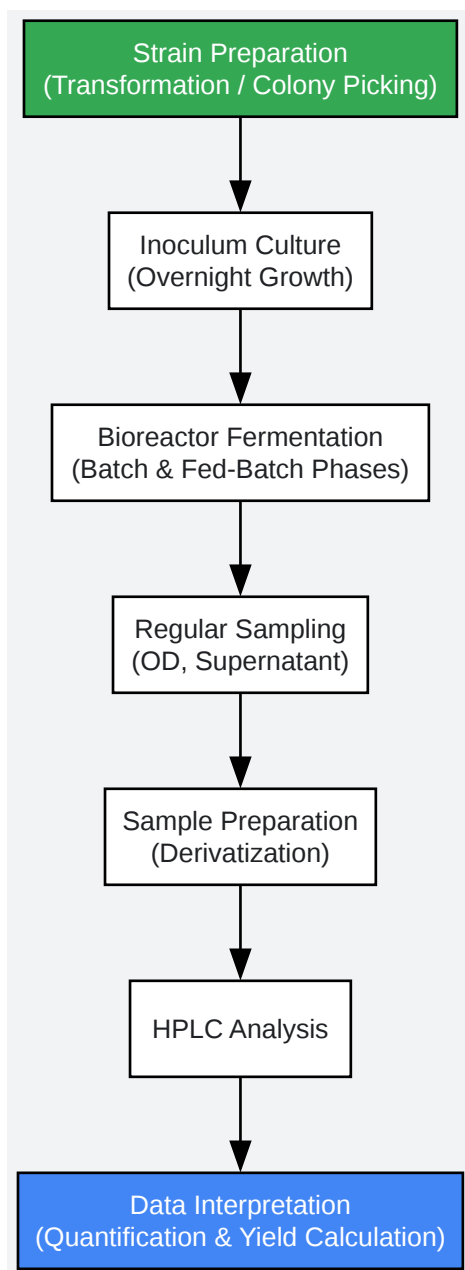 Strain Preparation
(Transformation / Colony Picking)
Inoculum Culture
(Overnight Growth)
Bioreactor Fermentation
(Batch & Fed-Batch Phases)
Regular Sampling
(OD, Supernatant)
Sample Preparation
(Derivatization)
HPLC Analysis
Data Interpretation
(Quantification & Yield Calculation)